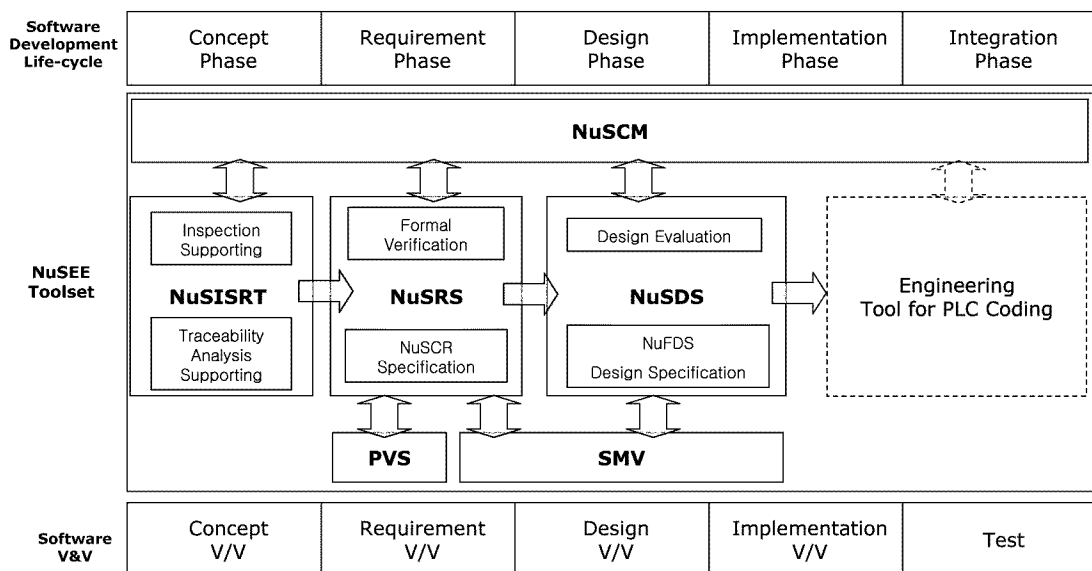 Software
Development
Life-cycle
Concept
Phase
Requirement
Phase
Design
Phase
Implementation
Phase
Integration
Phase
NuSEE
Toolset
NuSCM
Inspection
Supporting
NuSISRT
Traceability
Analysis
Supporting
Formal
Verification
NuSRS
NuSCR
Specification
Design Evaluation
NuSDS
NuFDS
Design Specification
Engineering
Tool for PLC Coding
PVS
SMV
Software
V&V
Concept
V/V
Requirement
V/V
Design
V/V
Implementation
V/V
Test